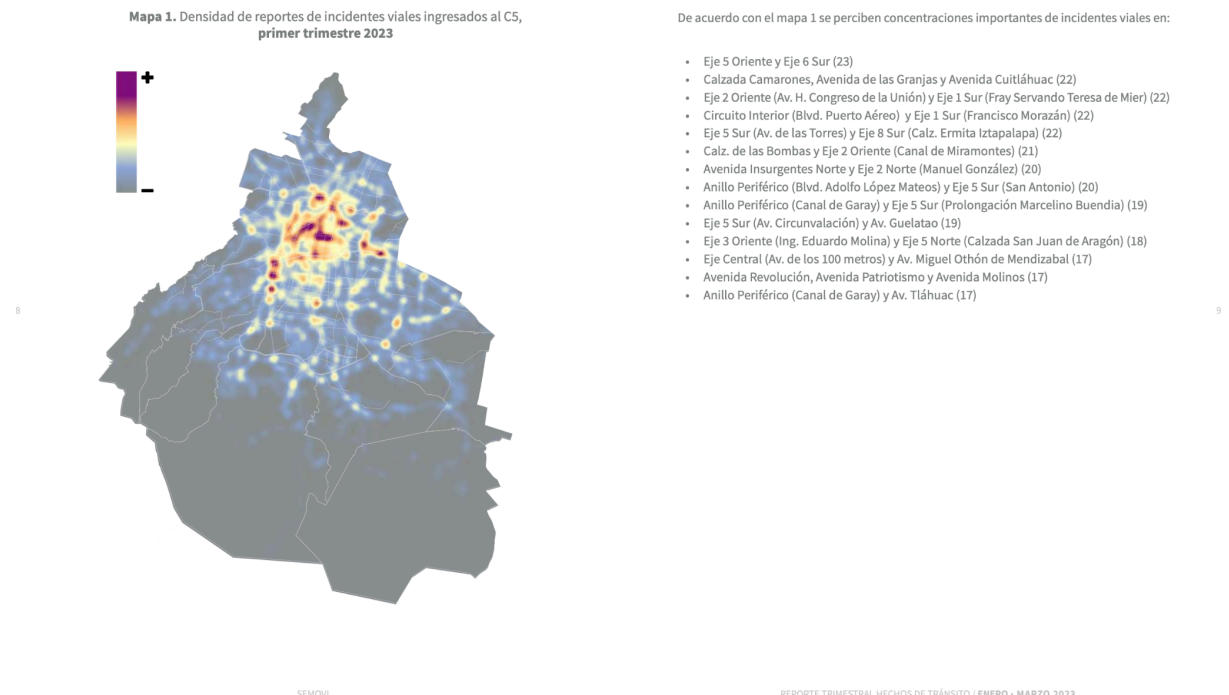 Mapa 1. Densidad de reportes de incidentes viales ingresados al C5,
primer trimestre 2023
8
SEMOVI
De acuerdo con el mapa 1 se perciben concentraciones importantes de incidentes viales en:
• Eje 5 Oriente y Eje 6 Sur (23)
• Calzada Camarones, Avenida de las Granjas y Avenida Cuitláhuac (22)
• Eje 2 Oriente (Av. H. Congreso de la Unión) y Eje 1 Sur (Fray Servando Teresa de Mier) (22)
• Circuito Interior (Blvd. Puerto Aéreo) y Eje 1 Sur (Francisco Morazán) (22)
• Eje 5 Sur (Av. de las Torres) y Eje 8 Sur (Calz. Ermita Iztapalapa) (22)
• Calz. de las Bombas y Eje 2 Oriente (Canal de Miramontes) (21)
• Avenida Insurgentes Norte y Eje 2 Norte (Manuel González) (20)
• Anillo Periférico (Blvd. Adolfo López Mateos) y Eje 5 Sur (San Antonio) (20)
• Anillo Periférico (Canal de Garay) y Eje 5 Sur (Prolongación Marcelino Buendia) (19)
• Eje 5 Sur (Av. Circunvalación) y Av. Guelatao (19)
• Eje 3 Oriente (Ing. Eduardo Molina) y Eje 5 Norte (Calzada San Juan de Aragón) (18)
• Eje Central (Av. de los 100 metros) y Av. Miguel Othón de Mendizabal (17)
• Avenida Revolución, Avenida Patriotismo y Avenida Molinos (17)
• Anillo Periférico (Canal de Garay) y Av. Tláhuac (17)
9
REPORTE TRIMESTRAL HECHOS DE TRÁNSITO / ENERO - MARZO 2023